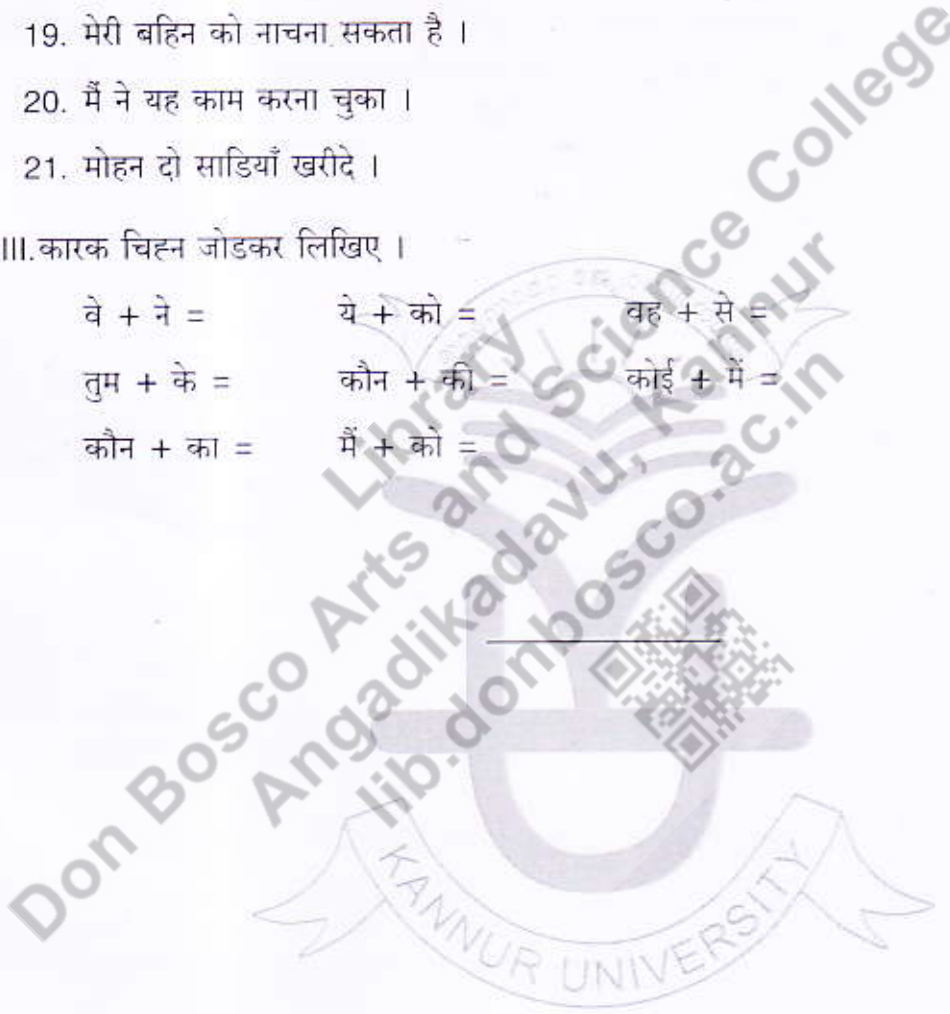 19. मेरी बहिन को नाचना सकता है ।
20. मैं ने यह काम करना चुका ।
21. मोहन दो साडियाँ खरीदे ।
III. कारक चिह्न जोडकर लिखिए ।
वे + ने = ये + को = वह + से =
तुम + के = कौन + की = कोई + में =
कौन + का = मैं + को =
Don Bosco Arts and Science College
Angadikadavu, Kannur
Library
lib.donbosco.ac.in
KANNUR UNIVERSITY